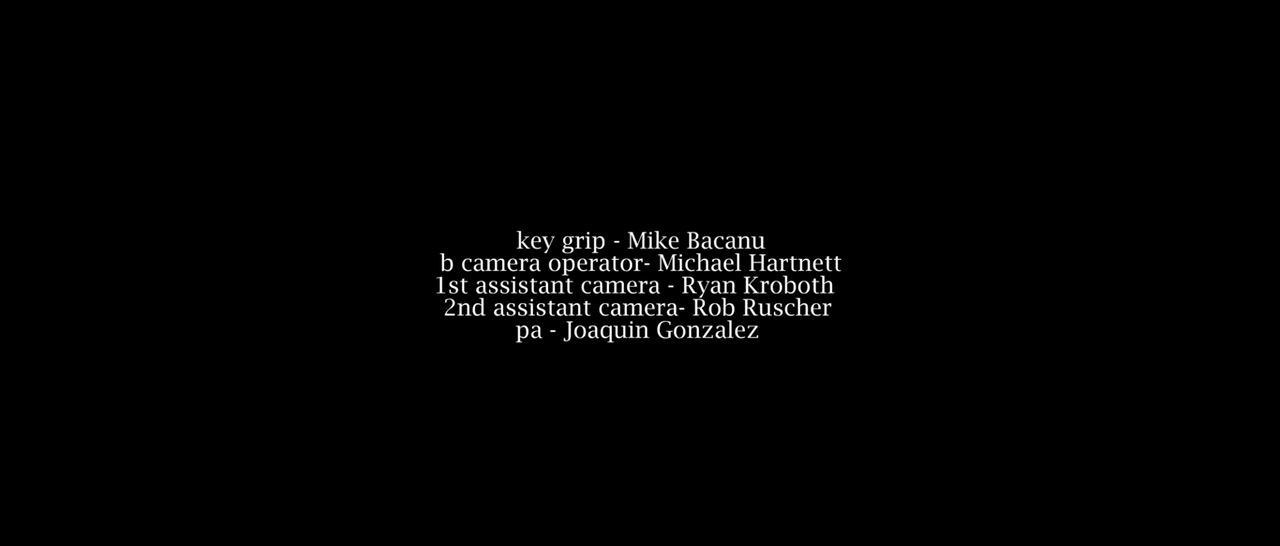 key grip - Mike Bacanu
b camera operator- Michael Hartnett
1st assistant camera - Ryan Kroboth
2nd assistant camera- Rob Ruscher
pa - Joaquin Gonzalez